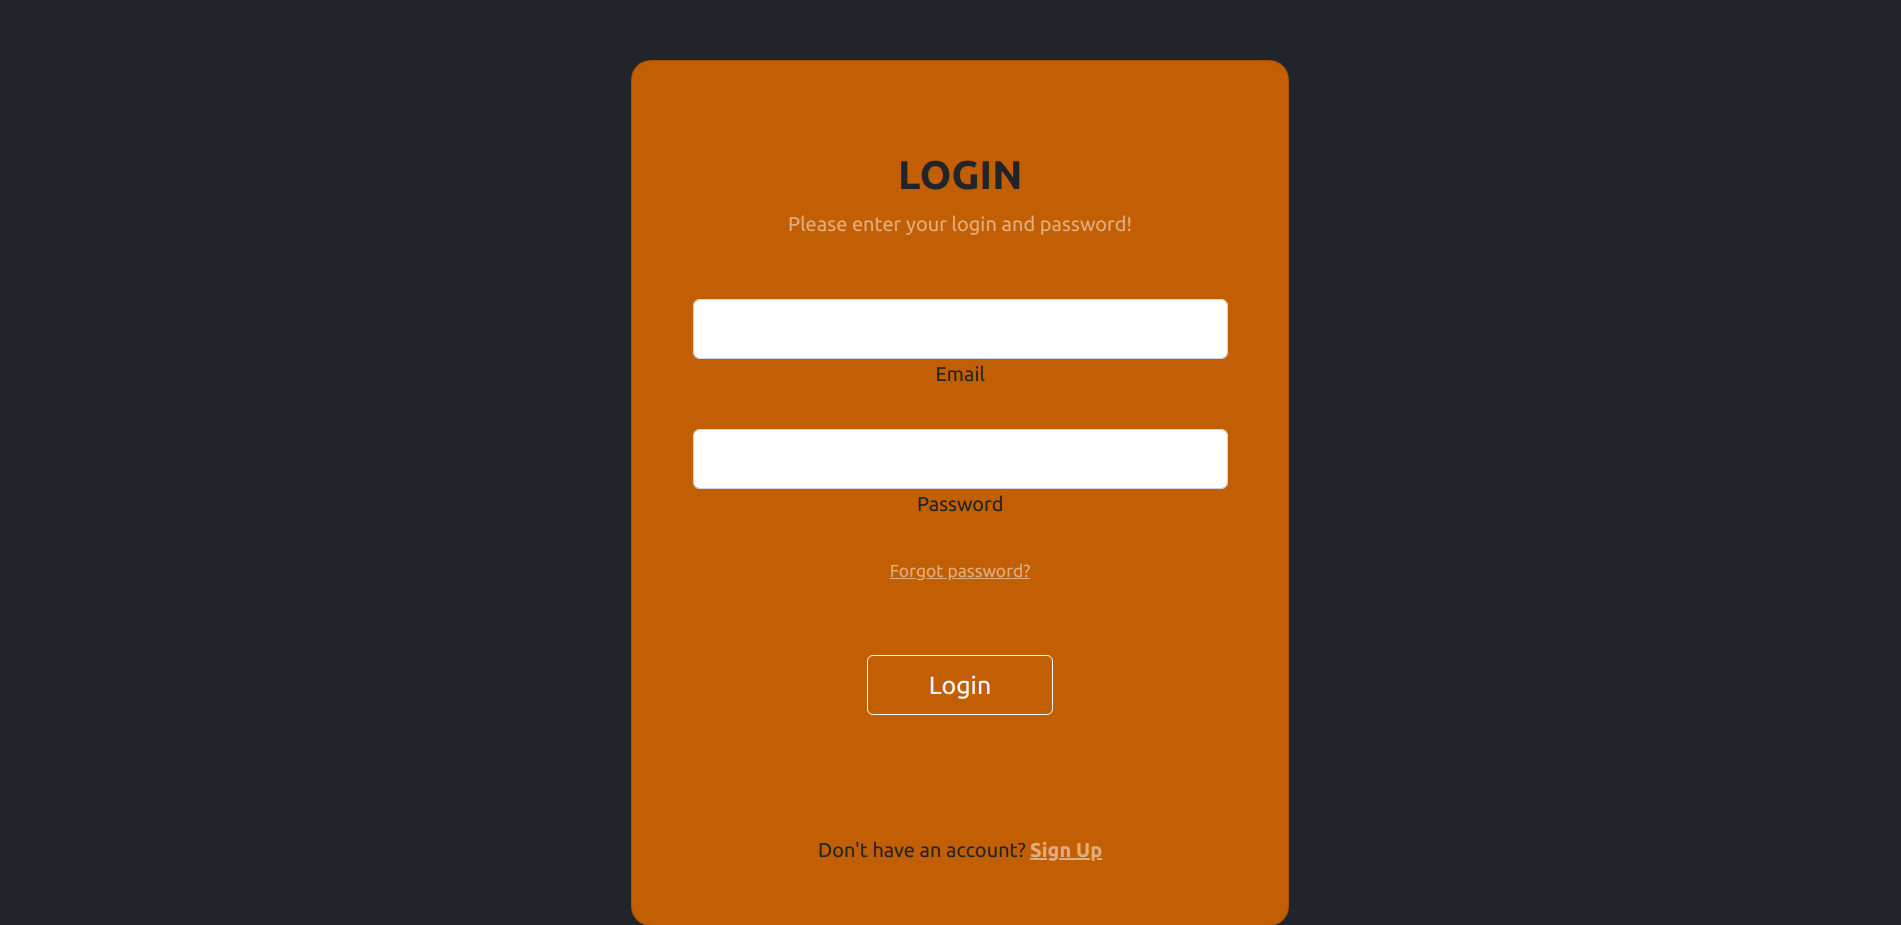 LOGIN
Please enter your login and password!
Email
Password
Forgot password?
Login
Don't have an account? Sign Up